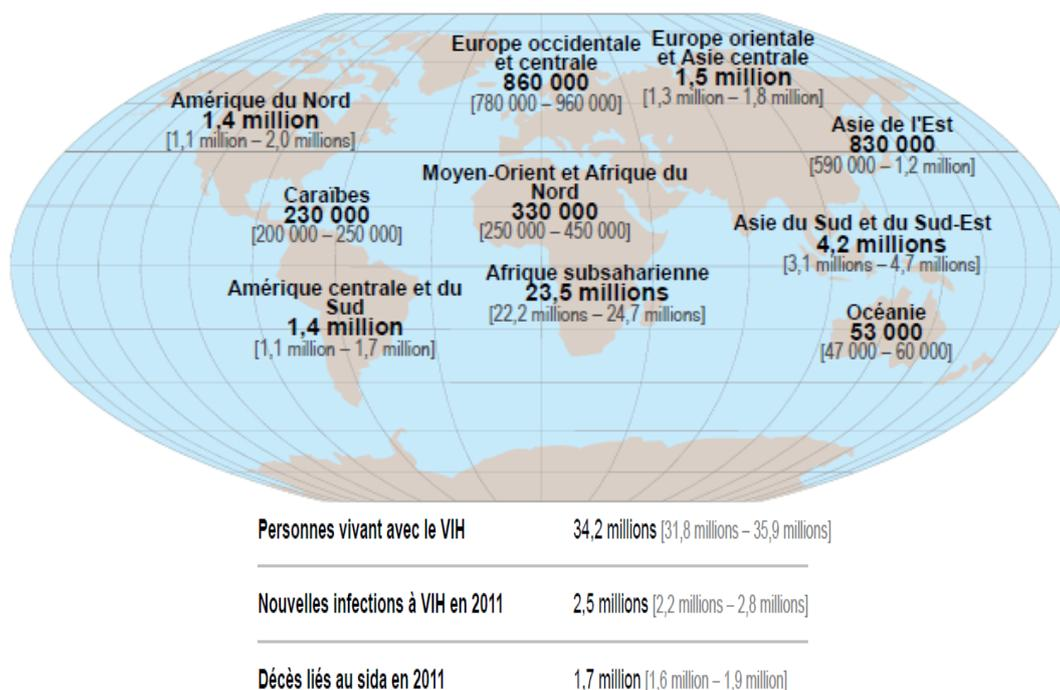 Europe occidentale
et centrale
860 000
[780 000 – 960 000]
Europe orientale
et Asie centrale
1,5 million
[1,3 million – 1,8 million]
Amérique du Nord
1,4 million
[1,1 million – 2,0 millions]
Asie de l'Est
830 000
[590 000 – 1,2 million]
Moyen-Orient et Afrique du
Nord
330 000
[250 000 – 450 000]
Caraïbes
230 000
[200 000 – 250 000]
Asie du Sud et du Sud-Est
4,2 millions
[3,1 millions – 4,7 millions]
Afrique subsaharienne
23,5 millions
[22,2 millions – 24,7 millions]
Amérique centrale et du
Sud
1,4 million
[1,1 million – 1,7 million]
Océanie
53 000
[47 000 – 60 000]
Personnes vivant avec le VIH 34,2 millions [31,8 millions – 35,9 millions]
Nouvelles infections à VIH en 2011 2,5 millions [2,2 millions – 2,8 millions]
Décès liés au sida en 2011 1,7 million [1,6 million – 1,9 million]